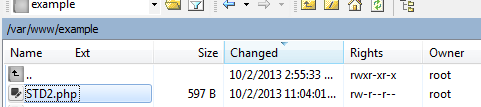 example
/var/www/example
Name Ext Size Changed Rights Owner
.. 10/2/2013 2:55:33 ... rwxr-xr-x root
STD2.php 597 B 10/2/2013 11:04:01... rw-r--r-- root